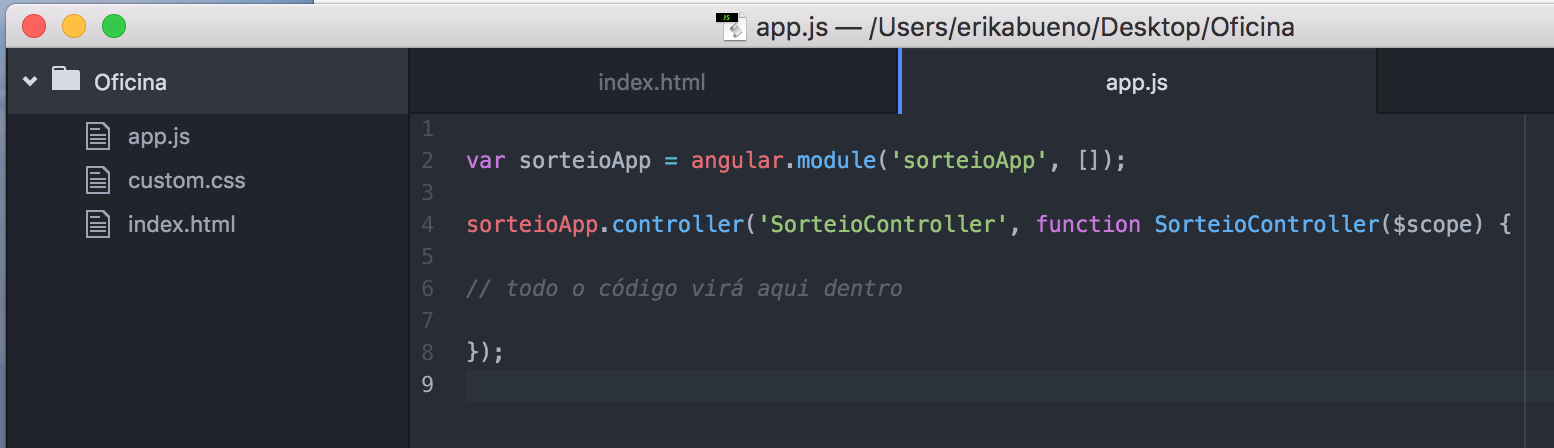 JS
app.js — /Users/erikabueno/Desktop/Oficina
Oficina
app.js
custom.css
index.html
index.html
app.js
1
2 var sorteioApp = angular.module('sorteioApp', []);
3
4 sorteioApp.controller('SorteioController', function SorteioController($scope) {
5
6 // todo o código virá aqui dentro
7
8 });
9